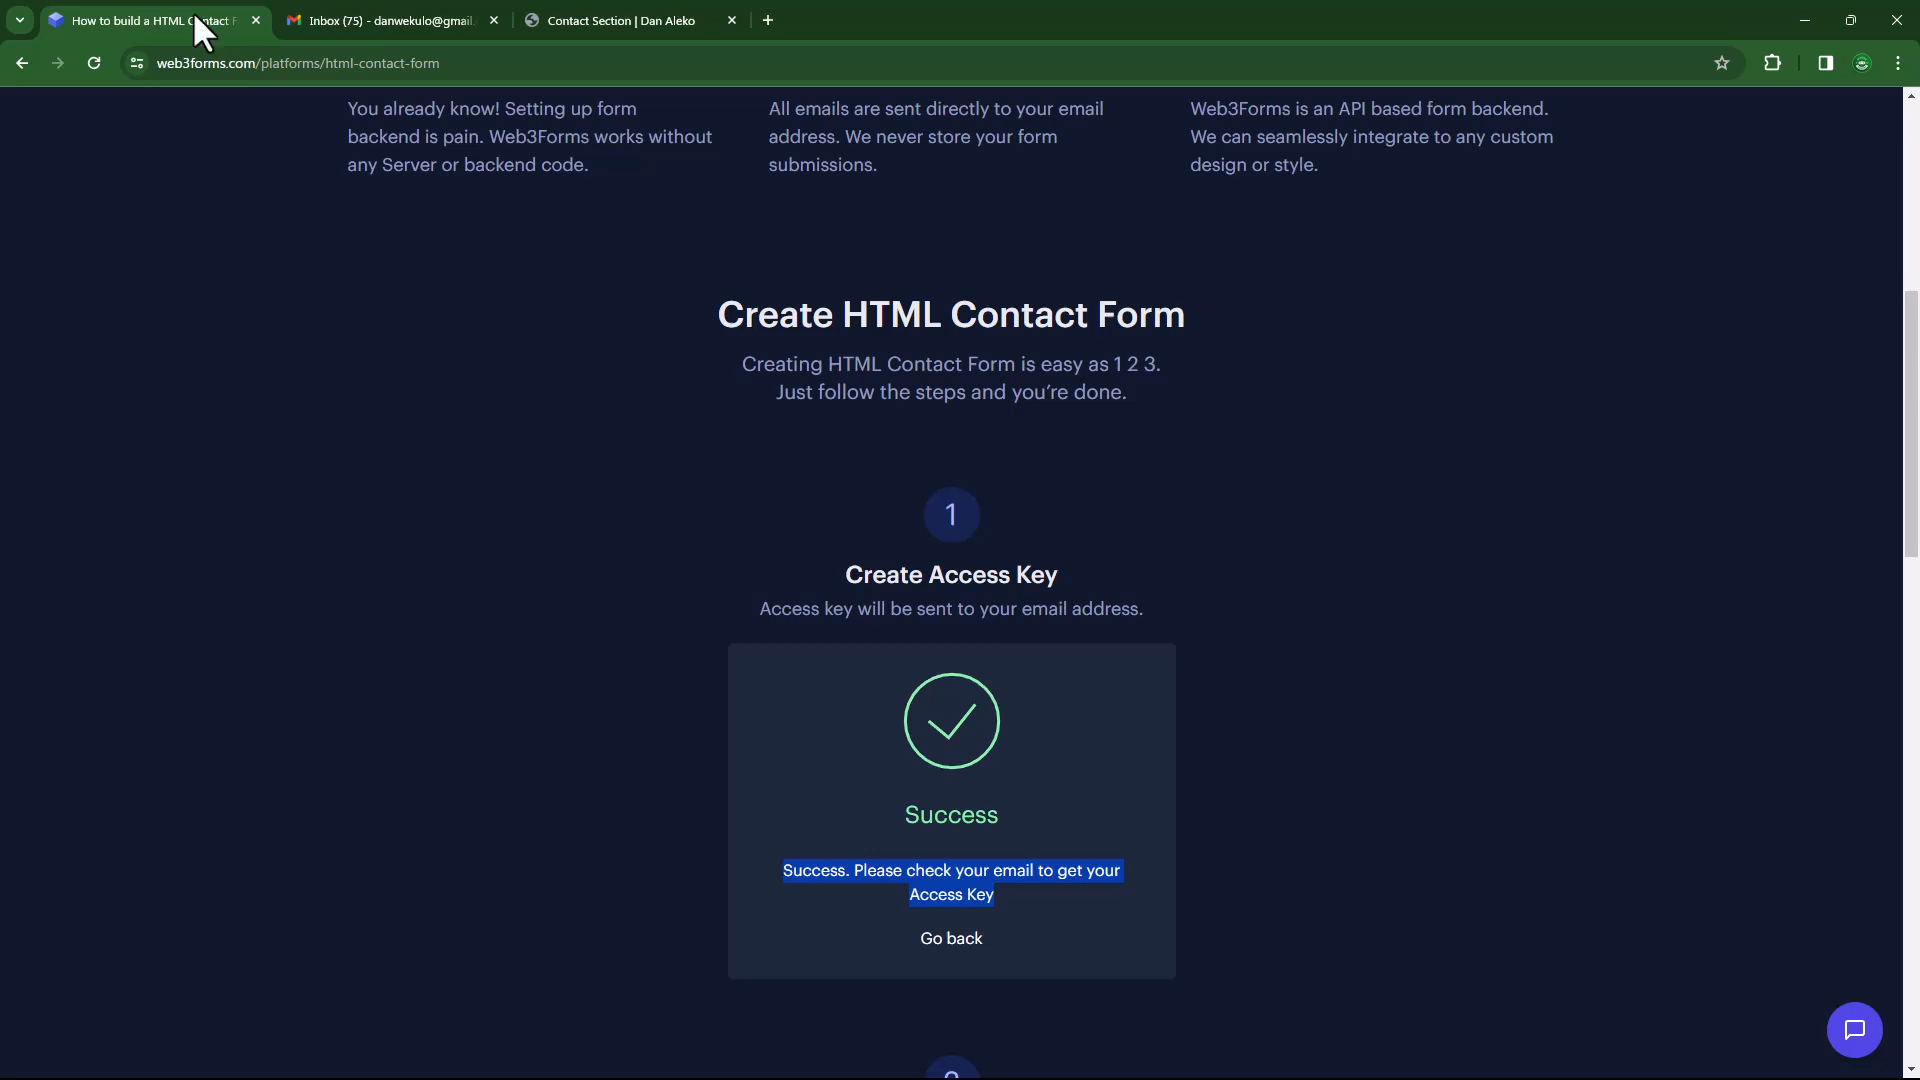 How to build a HTML Contact F
Inbox (75) - danwekulo@gmail.
Contact Section | Dan Aleko
web3forms.com/platforms/html-contact-form
You already know! Setting up form
backend is pain. Web3Forms works without
any Server or backend code.
All emails are sent directly to your email
address. We never store your form
submissions.
Web3Forms is an API based form backend.
We can seamlessly integrate to any custom
design or style.
Create HTML Contact Form
Creating HTML Contact Form is easy as 1 2 3.
Just follow the steps and you're done.
1
Create Access Key
Access key will be sent to your email address.
Success
Success. Please check your email to get your
Access Key
Go back
2